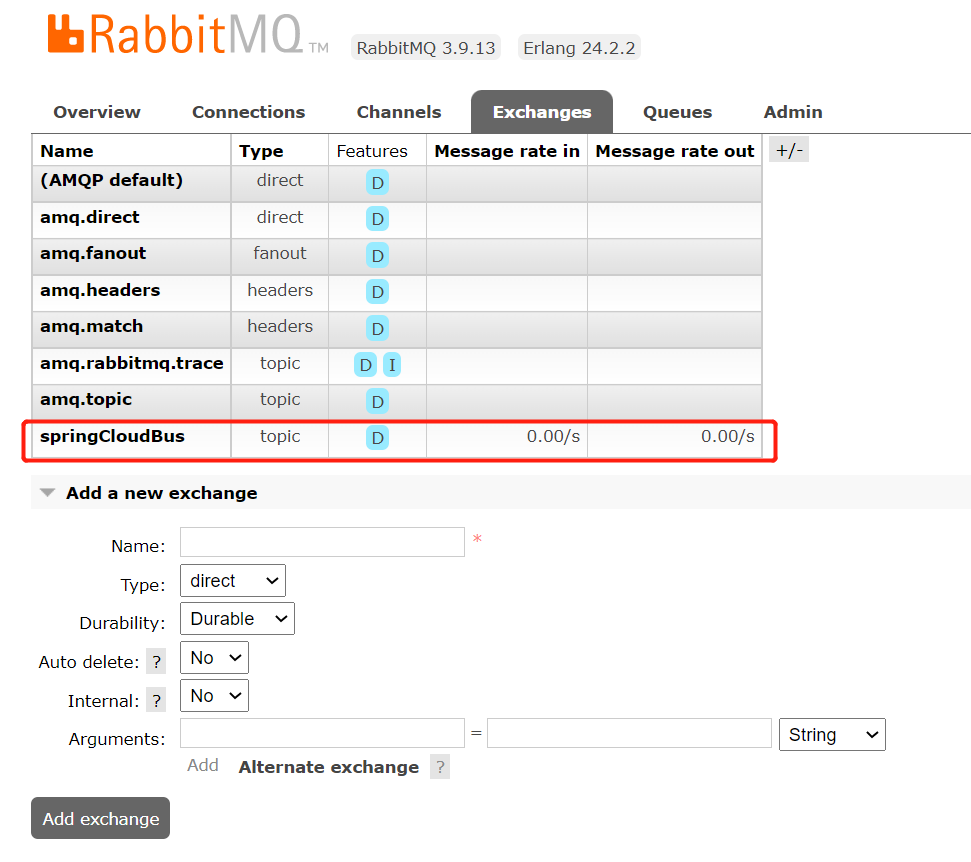 RabbitMQ TM RabbitMQ 3.9.13 Erlang 24.2.2
Overview Connections Channels Exchanges Queues Admin
Name Type Features Message rate in Message rate out +/-
(AMQP default) direct D
amq.direct direct D
amq.fanout fanout D
amq.headers headers D
amq.match headers D
amq.rabbitmq.trace topic D I
amq.topic topic D
springCloudBus topic D 0.00/s 0.00/s
Add a new exchange
Name: *
Type: direct
Durability: Durable
Auto delete: ? No
Internal: ? No
Arguments: = String
Add Alternate exchange ?
Add exchange